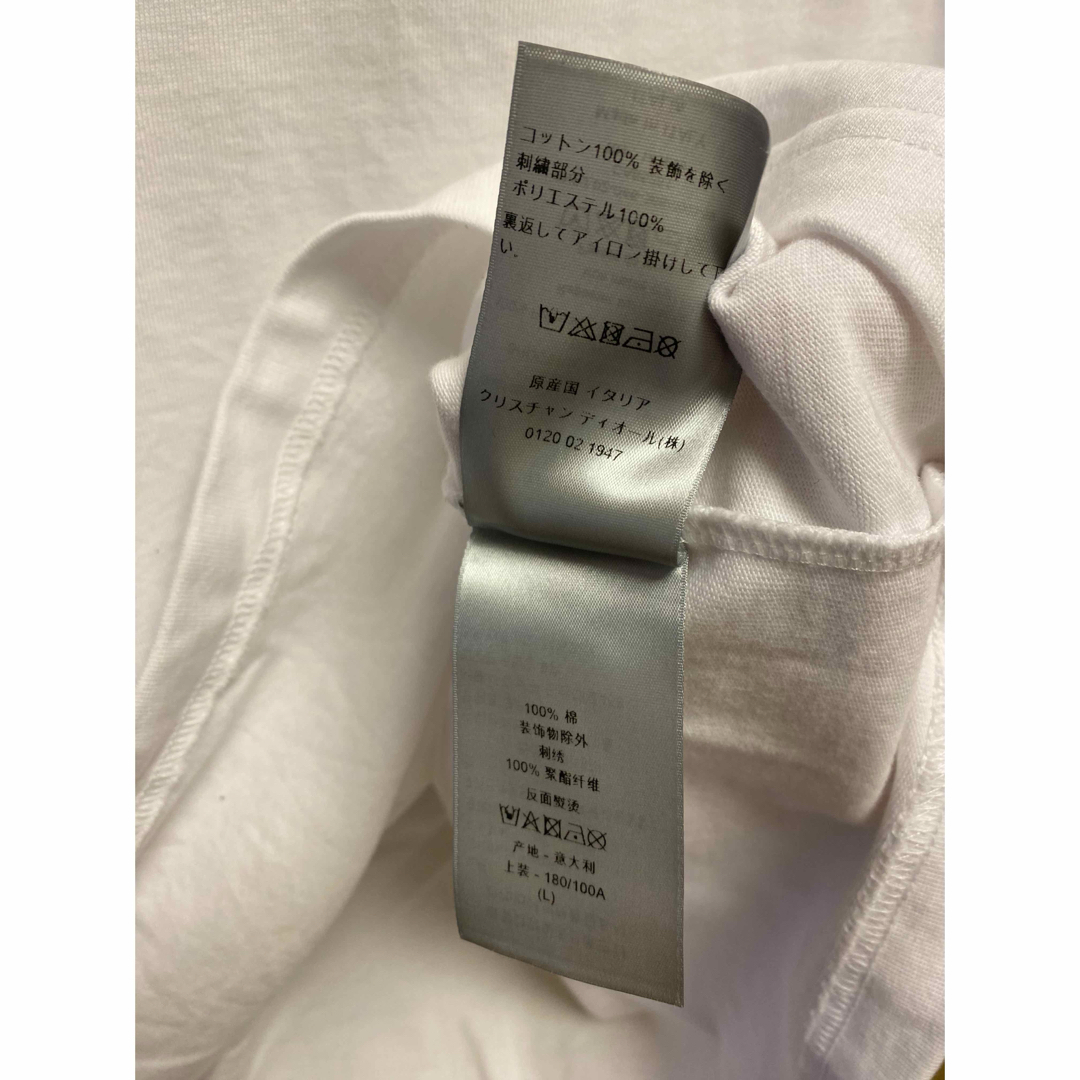 コットン100% 装飾を除く
刺繍部分
ポリエステル100%
裏返してアイロン掛けして下
い.
原産国 イタリア
クリスチャン ディオール(株)
0120 02 1947
100% 棉
装饰物除外
刺绣
100% 聚酯纤维
反面熨烫
产地 - 意大利
上装 - 180/100A
(L)